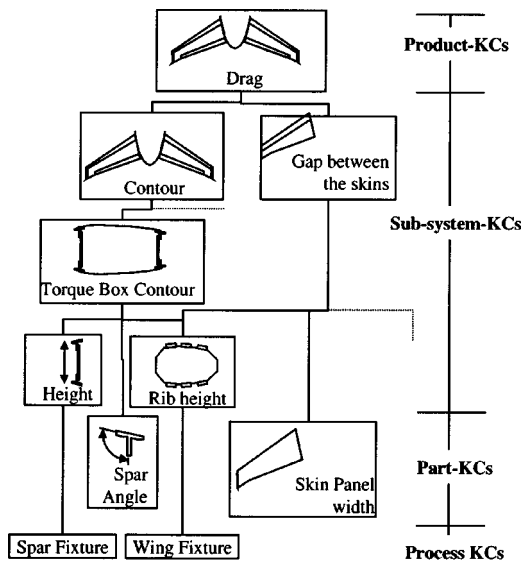 Product-KCs
Drag
Contour
Gap between
the skins
Sub-system-KCs
Torque Box Contour
Height
Rib height
Spar
Angle
Skin Panel
width
Part-KCs
Spar Fixture
Wing Fixture
Process KCs